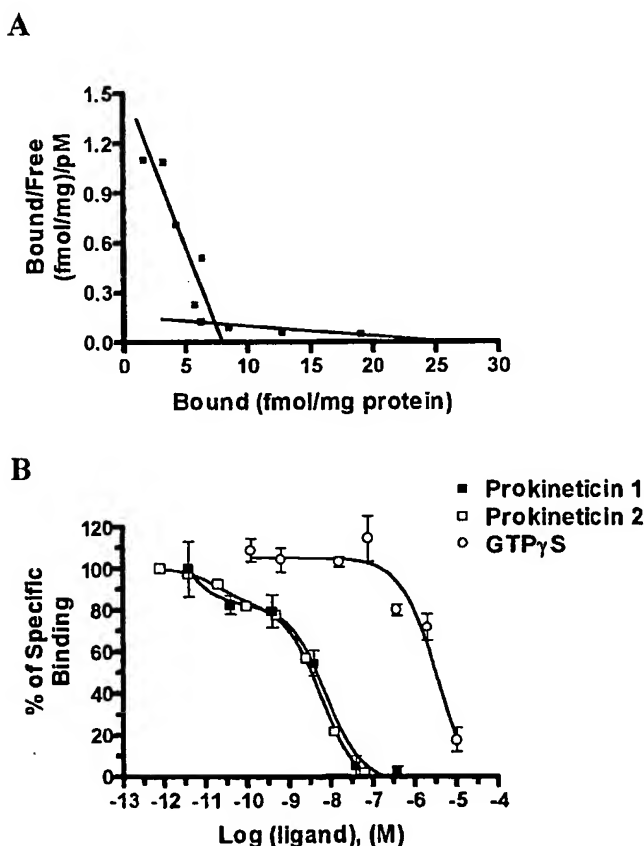 A
Bound/Free
(fmol/mg)/pM
1.5
1.2
0.9
0.6
0.3
0.0
0 5 10 15 20 25 30
Bound (fmol/mg protein)
B
Prokineticin 1
Prokineticin 2
GTPγS
% of Specific
Binding
120
100
80
60
40
20
0
-13 -12 -11 -10 -9 -8 -7 -6 -5 -4
Log (ligand), (M)